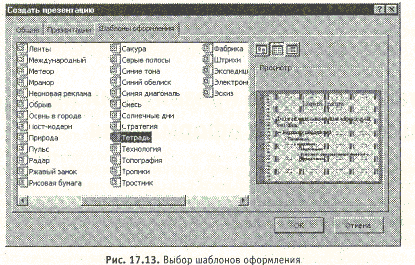 Создать презентацию
Общие Презентации Шаблоны оформления
Ленты
Международный
Метеор
Мрамор
Неоновая реклама
Обрыв
Осень в городе
Пост-модерн
Природа
Пульс
Радар
Ржавый замок
Рисовая бумага
Сакура
Серые полосы
Синие тона
Синий обелиск
Синяя диагональ
Смесь
Солнечные дни
Стратегия
Тетрадь
Технология
Топография
Тропики
Тростник
Фабрика
Штрихи
Экспедиц
Электрон
Эскиз
Просмотр
OK Отмена
Рис. 17.13. Выбор шаблонов оформления